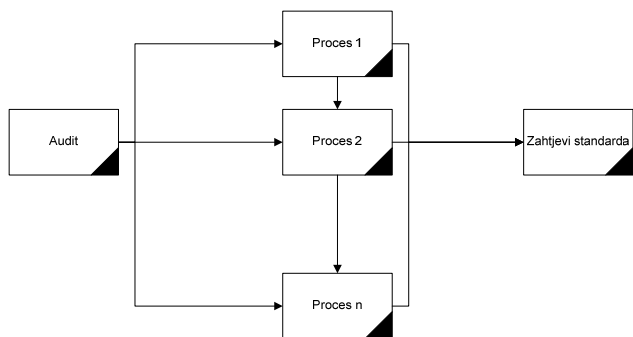 Proces 1
Audit
Proces 2
Zahtjevi standarda
Proces n